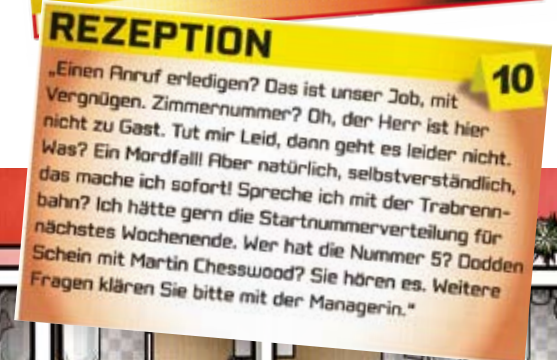 REZEPTION
10
„Einen Anruf erledigen? Das ist unser Job, mit
Vergnügen. Zimmernummer? Oh, der Herr ist hier
nicht zu Gast. Tut mir Leid, dann geht es leider nicht.
Was? Ein Mordfall! Aber natürlich, selbstverständlich,
das mache ich sofort! Spreche ich mit der Trabrenn-
bahn? Ich hätte gern die Startnummerverteilung für
nächstes Wochenende. Wer hat die Nummer 5? Dodden
Schein mit Martin Chesswood? Sie hören es. Weitere
Fragen klären Sie bitte mit der Managerin."